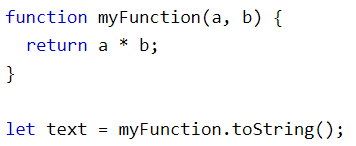 function myFunction(a, b) {
  return a * b;
}

let text = myFunction.toString();